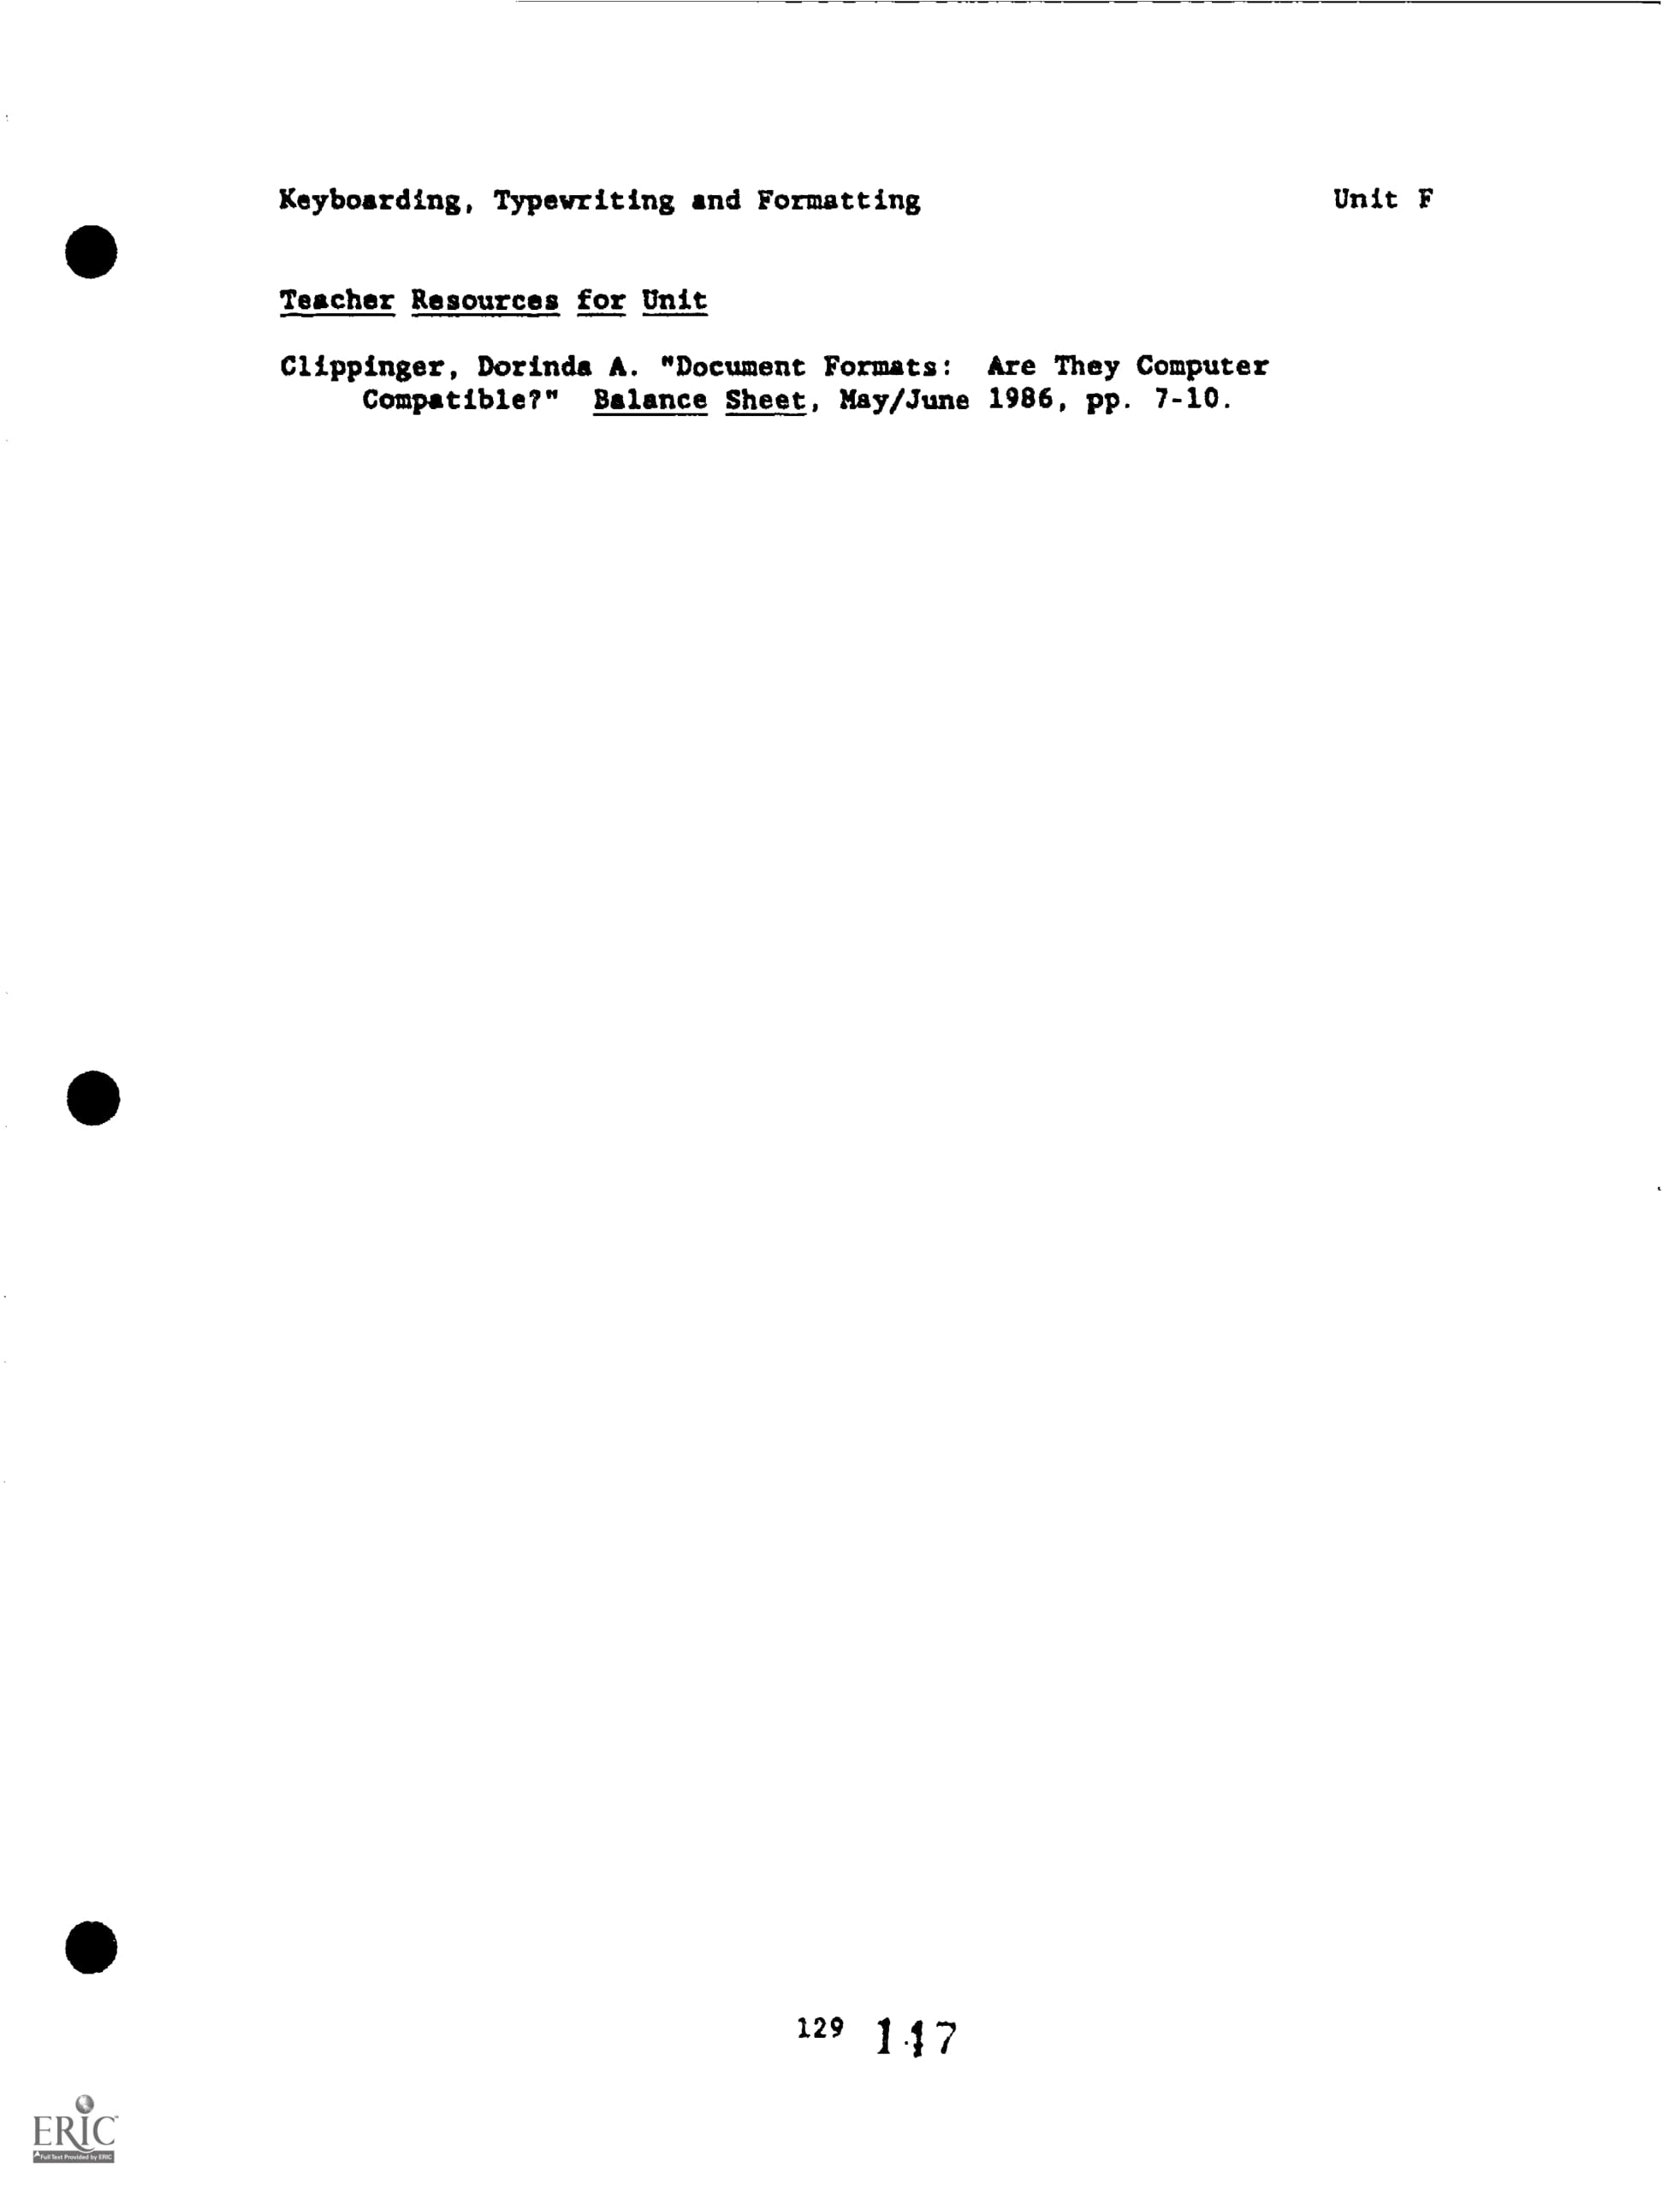 Keyboarding, Typewriting and Formatting Unit F
Teacher Resources for Unit
Clippinger, Dorinda A. "Document Formats: Are They Computer
Compatible?" Balance Sheet, May/June 1986, pp. 7-10.
129 147
ERIC
Full Text Provided by ERIC